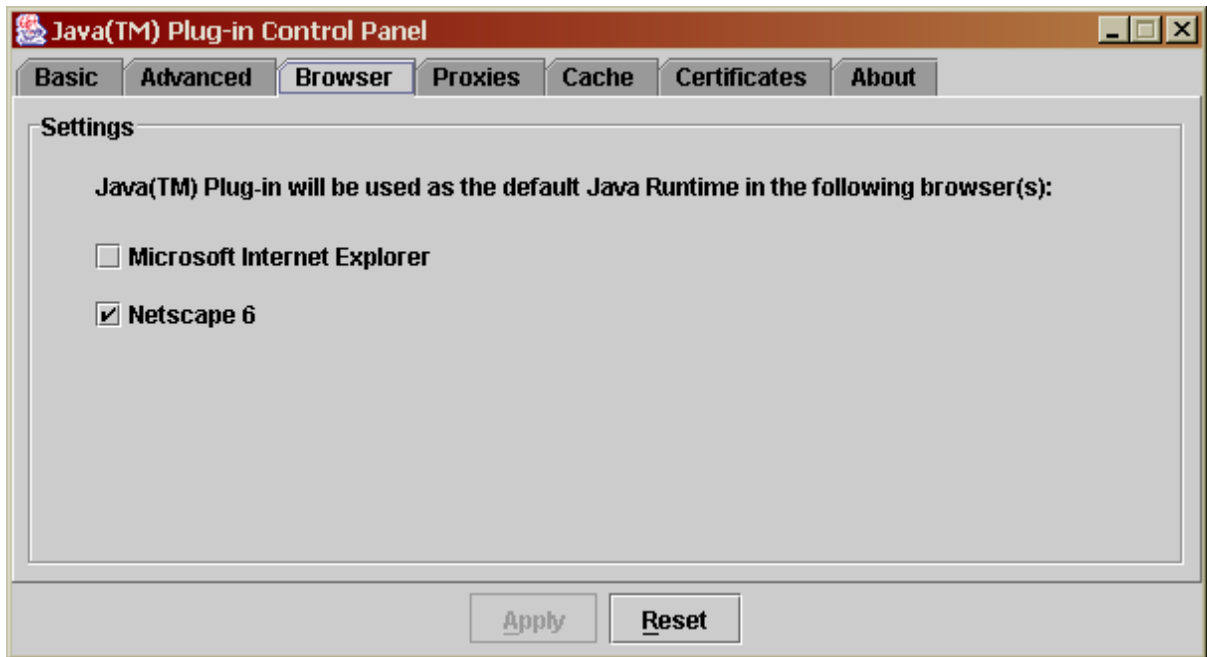 Java(TM) Plug-in Control Panel
Basic Advanced Browser Proxies Cache Certificates About
Settings
Java(TM) Plug-in will be used as the default Java Runtime in the following browser(s):
Microsoft Internet Explorer
Netscape 6
Apply Reset